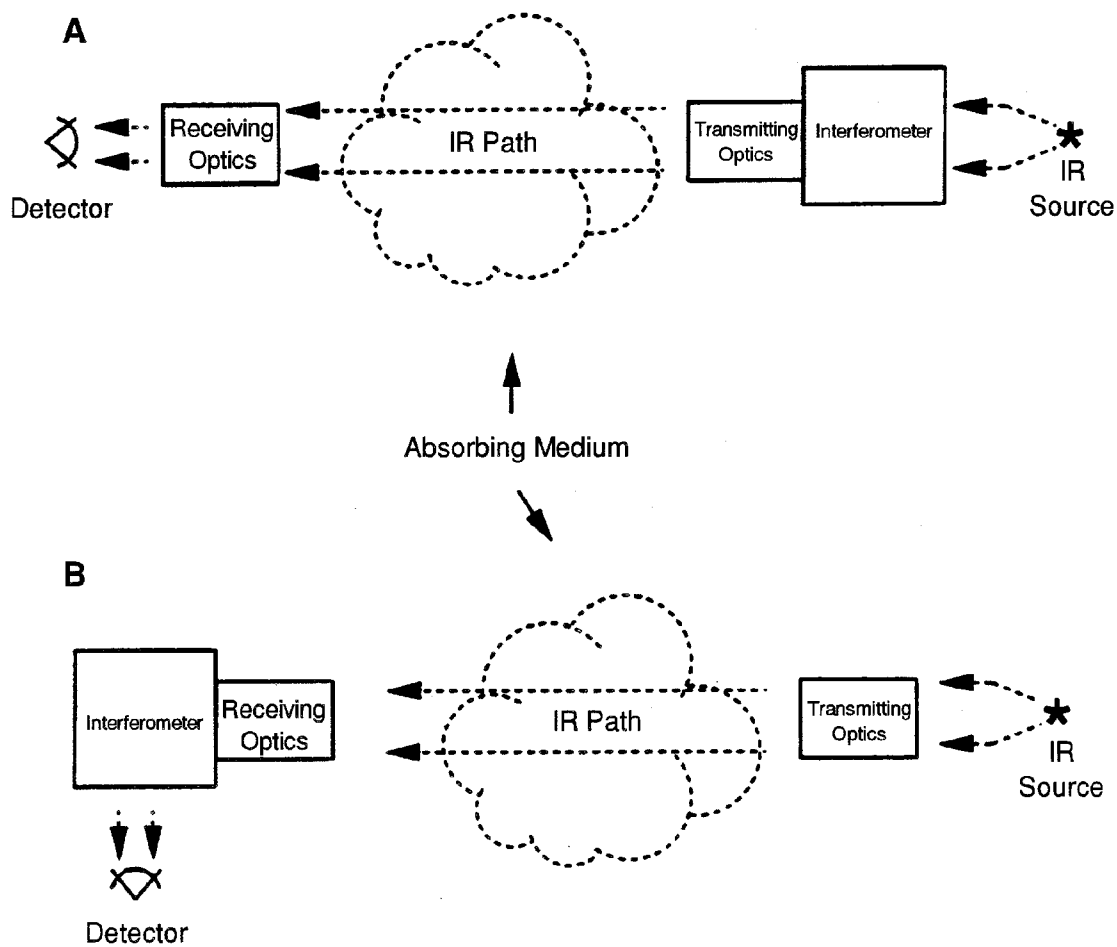 A
Receiving
Optics
IR Path
Transmitting
Optics
Interferometer
Detector
IR
Source
Absorbing Medium
B
Interferometer
Receiving
Optics
IR Path
Transmitting
Optics
IR
Source
Detector